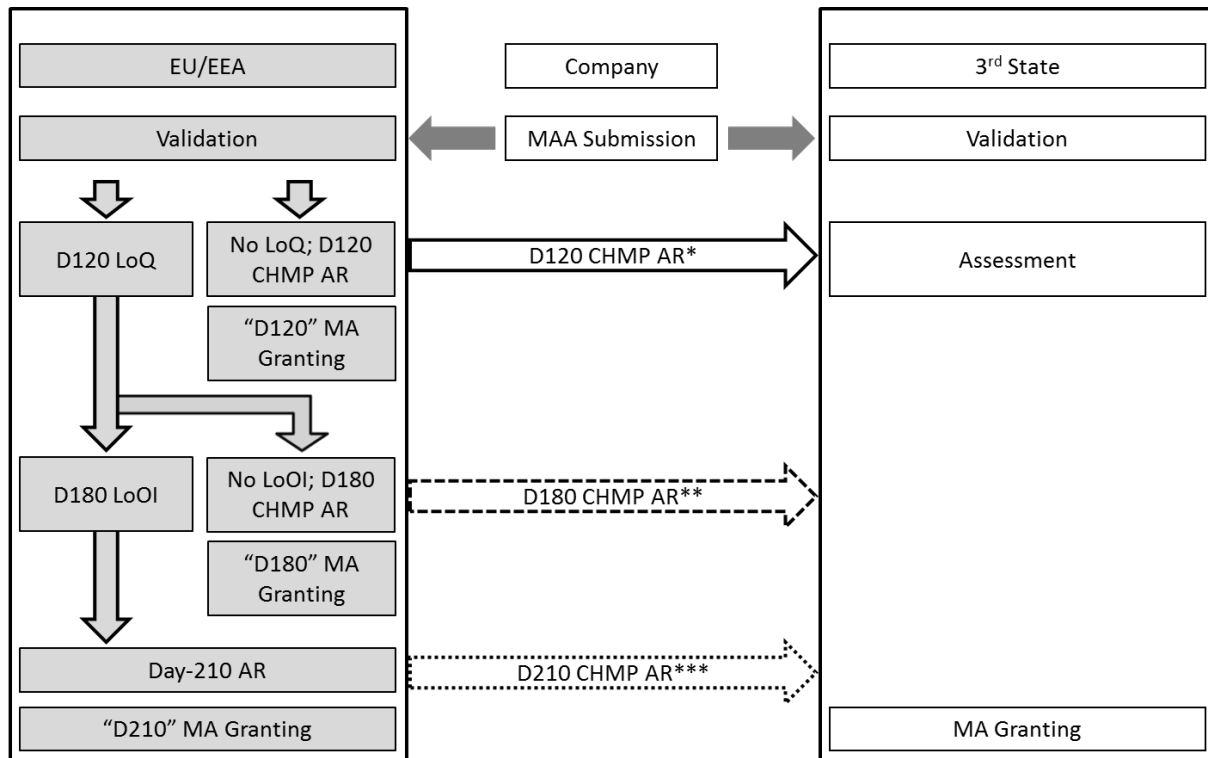 EU/EEA
Company
3rd State
Validation
MAA Submission
Validation
D120 LoQ
No LoQ; D120
CHMP AR
D120 CHMP AR*
Assessment
“D120” MA
Granting
D180 LoOI
No LoOI; D180
CHMP AR
D180 CHMP AR**
“D180” MA
Granting
Day-210 AR
D210 CHMP AR***
“D210” MA Granting
MA Granting